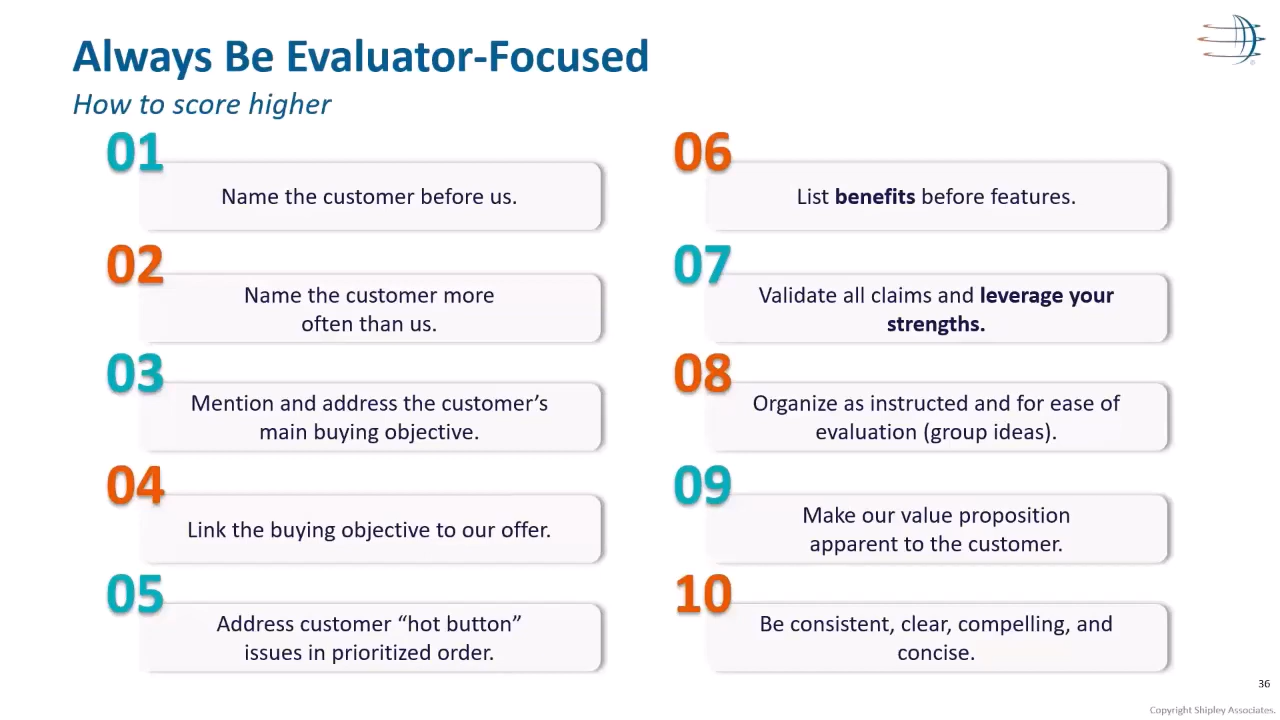 Always Be Evaluator-Focused
How to score higher
01
Name the customer before us.
02
Name the customer more
often than us.
03
Mention and address the customer’s
main buying objective.
04
Link the buying objective to our offer.
05
Address customer “hot button”
issues in prioritized order.
06
List benefits before features.
07
Validate all claims and leverage your
strengths.
08
Organize as instructed and for ease of
evaluation (group ideas).
09
Make our value proposition
apparent to the customer.
10
Be consistent, clear, compelling, and
concise.
36
Copyright Shipley Associates.